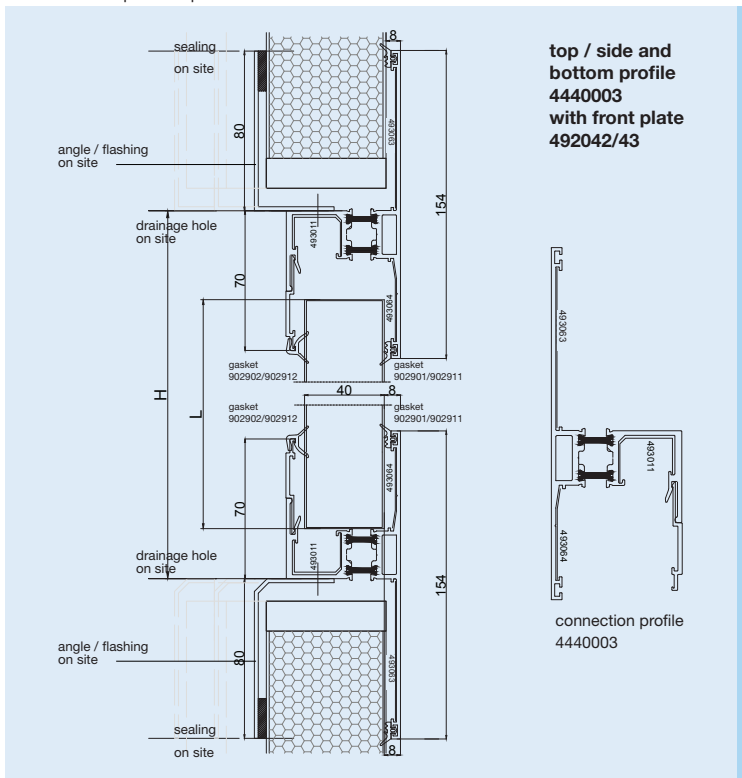 8
sealing
on site
top / side and
bottom profile
4440003
with front plate
492042/43
80
493063
angle / flashing
on site
154
drainage hole
on site
493011
70
493064
493063
gasket
902902/902912
gasket
902901/902911
H
L
40
8
gasket
902902/902912
gasket
902901/902911
493011
493064
70
493064
drainage hole
on site
493011
154
connection profile
4440003
angle / flashing
on site
80
493063
sealing
on site
8